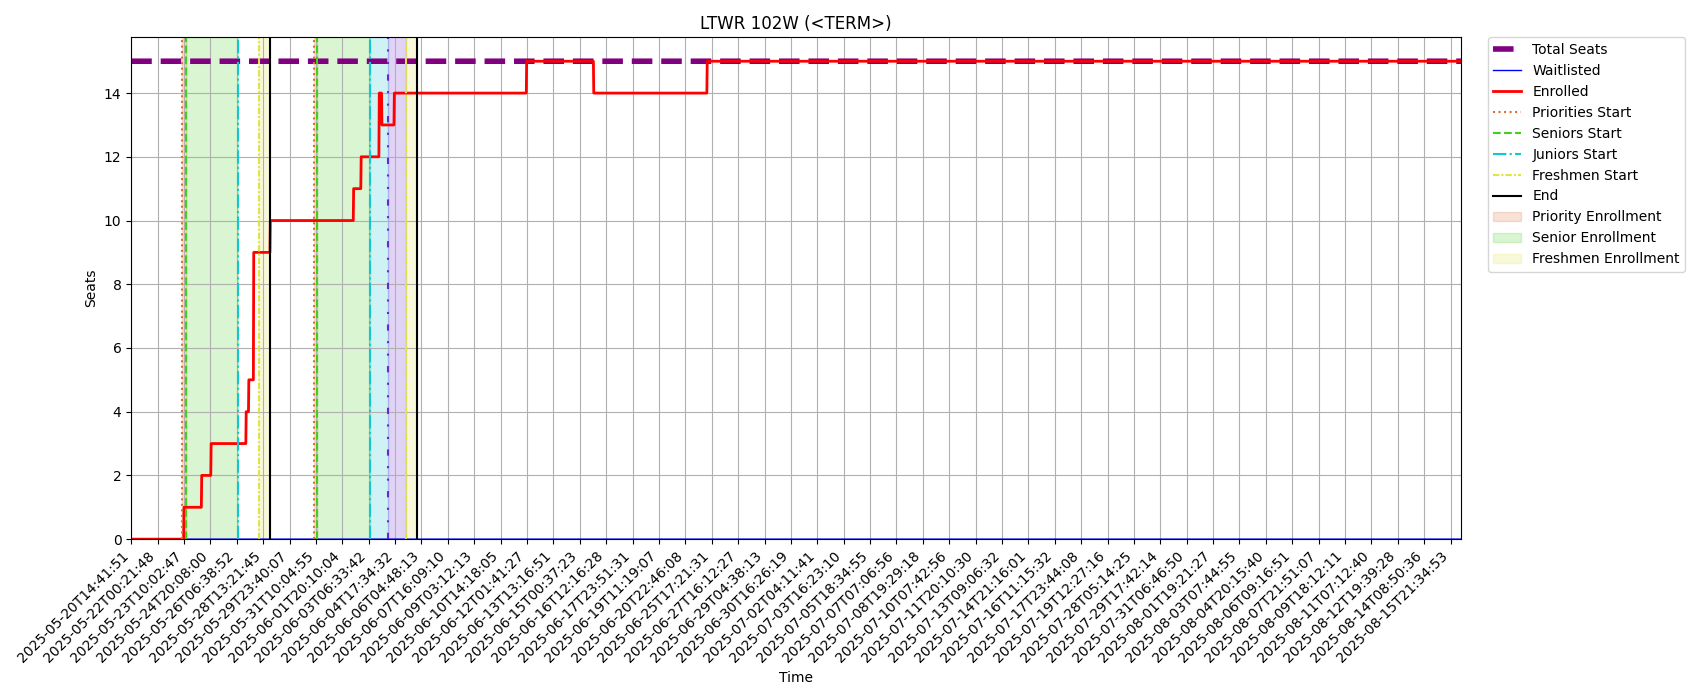 LTWR 102W (<TERM>)
Total Seats
Waitlisted
Enrolled
Priorities Start
Seniors Start
Juniors Start
Freshmen Start
End
Priority Enrollment
Senior Enrollment
Freshmen Enrollment
Seats
14
12
10
8
6
4
2
0
2025-05-20T14:41:51
2025-05-22T00:21:48
2025-05-23T10:02:47
2025-05-24T20:08:00
2025-05-26T06:38:52
2025-05-28T13:21:45
2025-05-29T23:40:07
2025-05-31T10:04:55
2025-06-01T20:10:04
2025-06-03T06:33:42
2025-06-04T17:34:32
2025-06-06T04:48:13
2025-06-07T16:09:10
2025-06-09T03:12:13
2025-06-10T14:18:05
2025-06-12T01:41:27
2025-06-13T13:16:51
2025-06-15T00:37:23
2025-06-16T12:16:28
2025-06-17T23:51:31
2025-06-19T11:19:07
2025-06-20T22:46:08
2025-06-25T17:21:31
2025-06-27T16:12:27
2025-06-29T04:38:13
2025-06-30T16:26:19
2025-07-02T04:11:41
2025-07-03T16:23:10
2025-07-05T18:34:55
2025-07-07T07:06:56
2025-07-08T19:29:18
2025-07-10T07:42:56
2025-07-11T20:10:30
2025-07-13T09:06:32
2025-07-14T21:16:01
2025-07-16T11:15:32
2025-07-17T23:44:08
2025-07-19T12:27:16
2025-07-28T05:14:25
2025-07-29T17:42:14
2025-07-31T06:46:50
2025-08-01T19:21:27
2025-08-03T07:44:55
2025-08-04T20:15:40
2025-08-06T09:16:51
2025-08-07T21:51:07
2025-08-09T18:12:11
2025-08-11T07:12:40
2025-08-12T19:39:28
2025-08-14T08:50:36
2025-08-15T21:34:53
Time